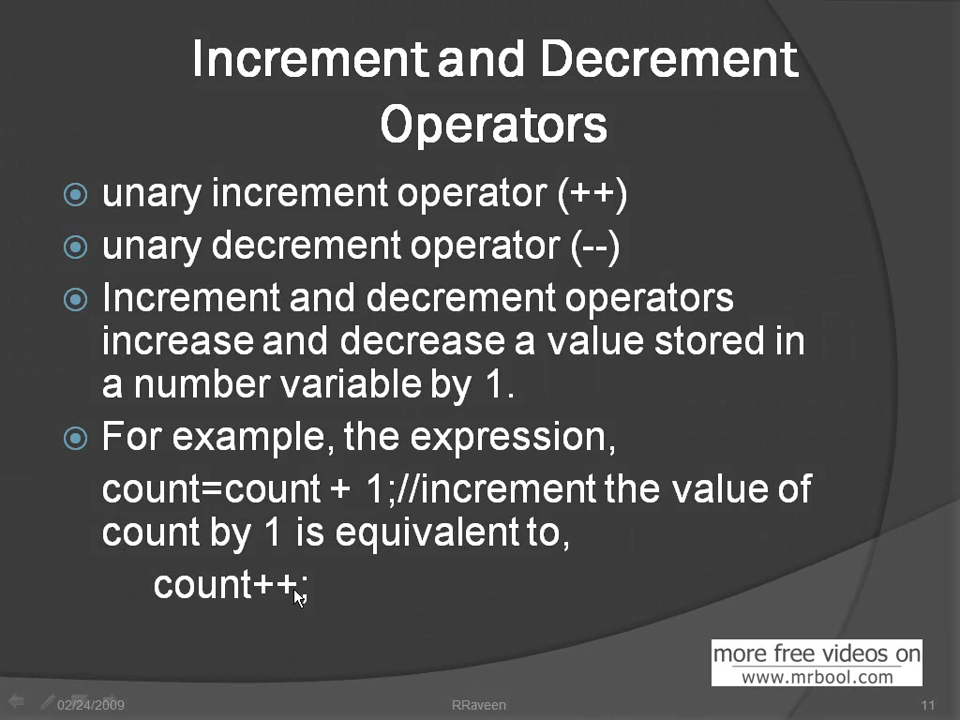 Increment and Decrement
Operators
unary increment operator (++)
unary decrement operator (--)
Increment and decrement operators
increase and decrease a value stored in
a number variable by 1.
For example, the expression,
count=count + 1;//increment the value of
count by 1 is equivalent to,
count++;
more free videos on
www.mrbool.com
02/24/2009
RRaveen
11